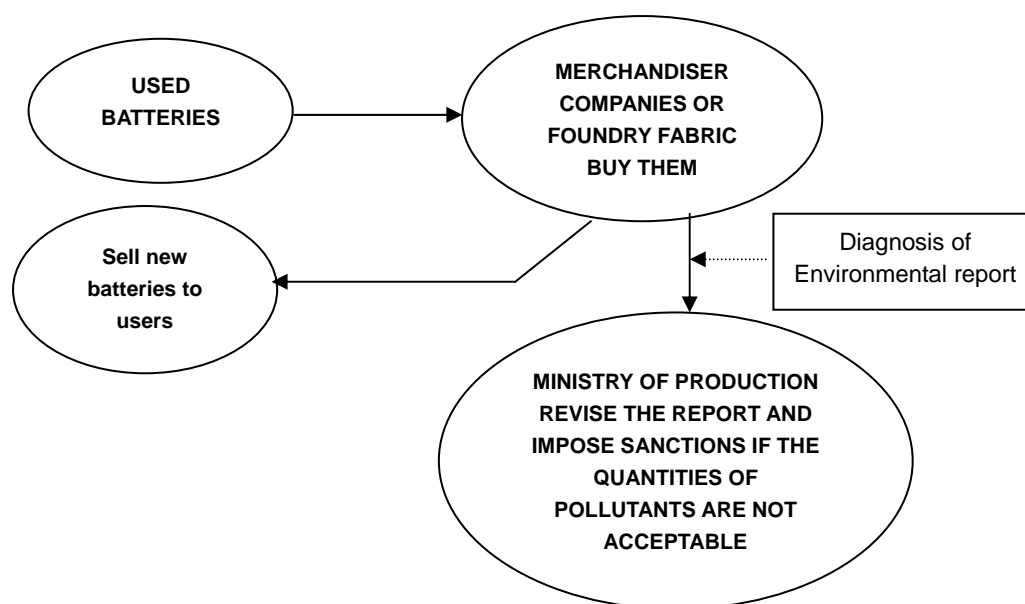 USED
BATTERIES
MERCHANDISER
COMPANIES OR
FOUNDRY FABRIC
BUY THEM
Sell new
batteries to
users
Diagnosis of
Environmental report
MINISTRY OF PRODUCTION
REVISE THE REPORT AND
IMPOSE SANCTIONS IF THE
QUANTITIES OF
POLLUTANTS ARE NOT
ACCEPTABLE